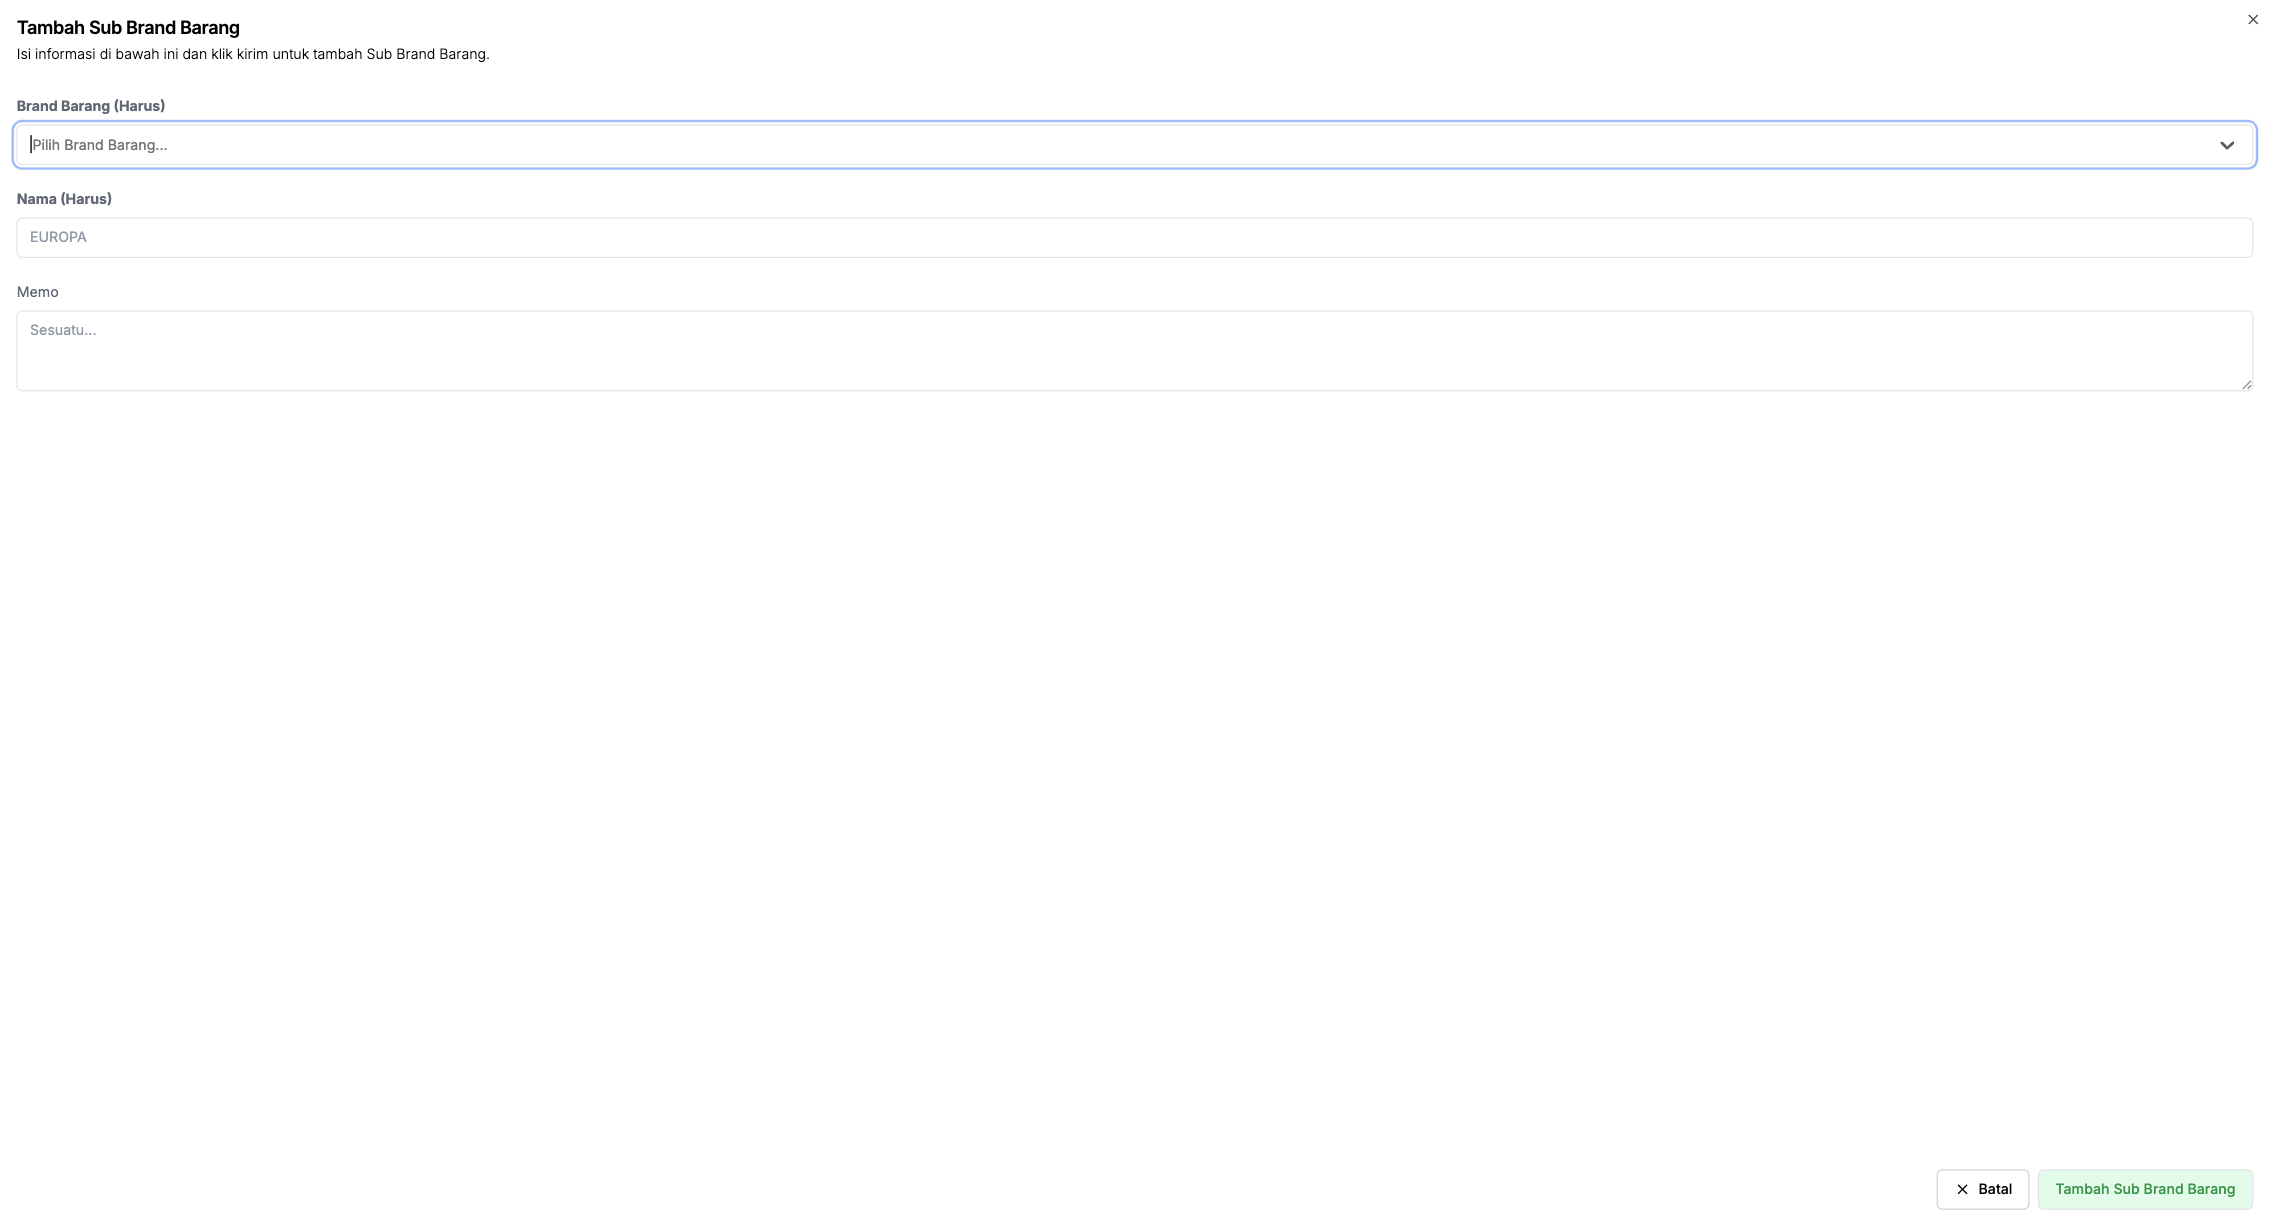 Tambah Sub Brand Barang
Isi informasi di bawah ini dan klik kirim untuk tambah Sub Brand Barang.
Brand Barang (Harus)
Pilih Brand Barang...
Nama (Harus)
EUROPA
Memo
Sesuatu...
Batal
Tambah Sub Brand Barang